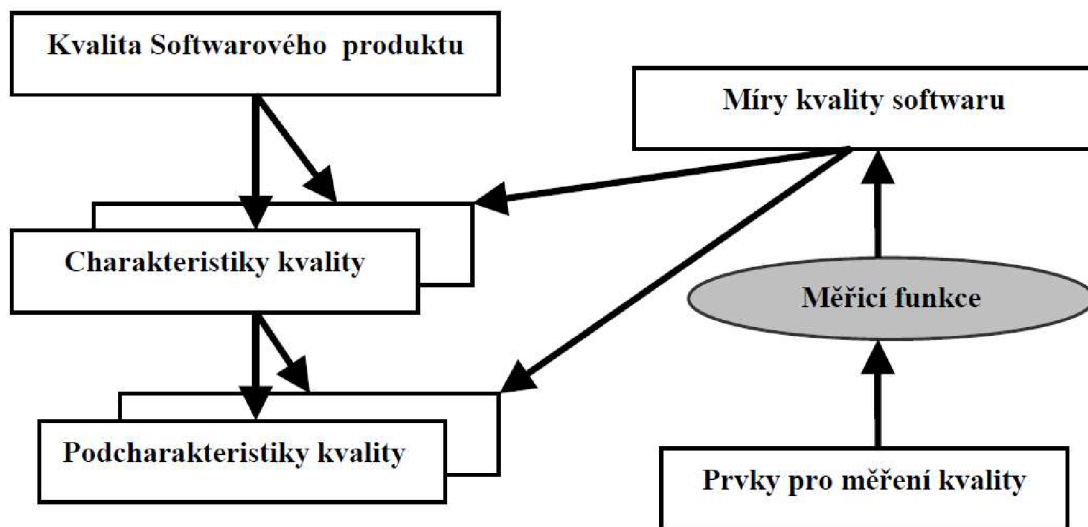 Kvalita Softwarového produktu
Míry kvality softwaru
Charakteristiky kvality
Měřicí funkce
Podcharakteristiky kvality
Prvky pro měření kvality